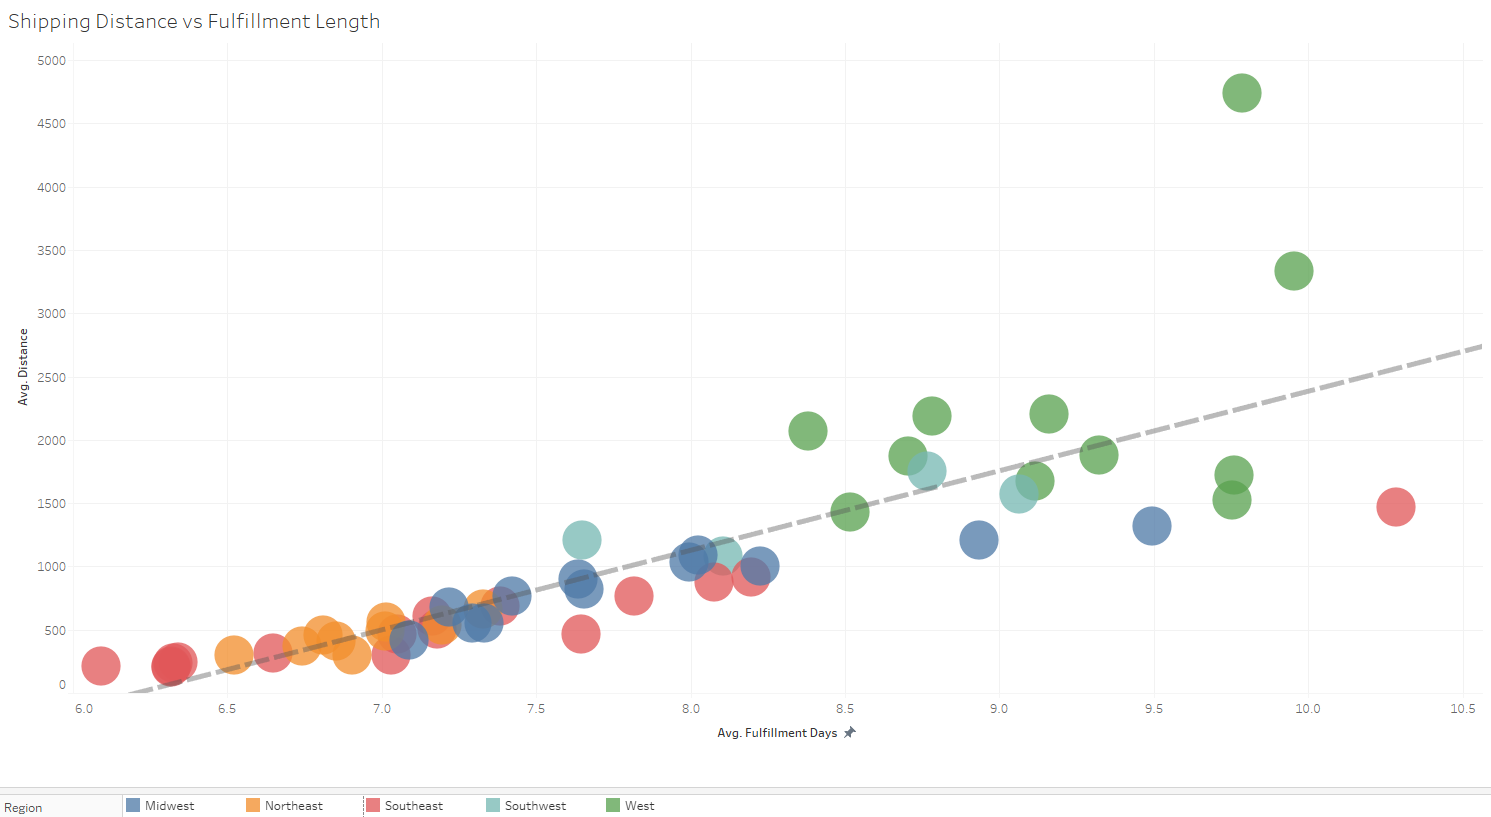 Shipping Distance vs Fulfillment Length
5000
4500
4000
3500
3000
2500
2000
1500
1000
500
0
Avg. Distance
6.0 6.5 7.0 7.5 8.0 8.5 9.0 9.5 10.0 10.5
Avg. Fulfillment Days
Region Midwest Northeast Southeast Southwest West